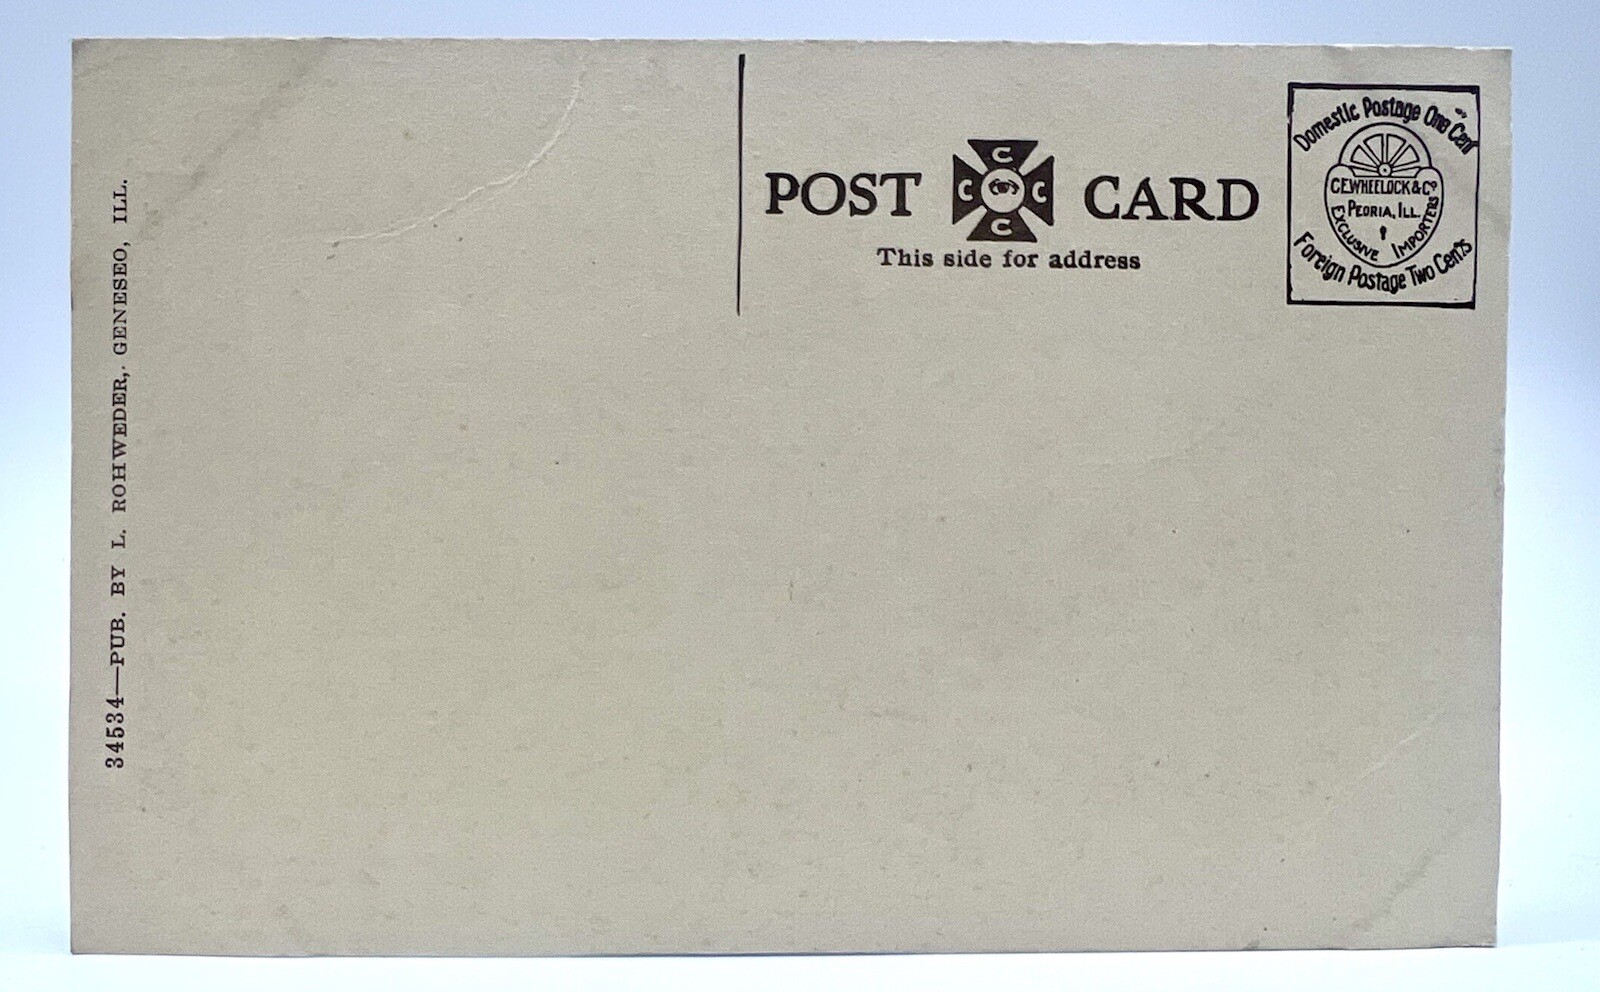 34534—PUB. BY L. ROHWEDER, GENESEO, ILL.
POST CARD
C
C C
C
This side for address
Domestic Postage One Cent
C.E.WHEELOCK & Co
PEORIA, ILL.
EXCLUSIVE IMPORTERS
Foreign Postage Two Cents